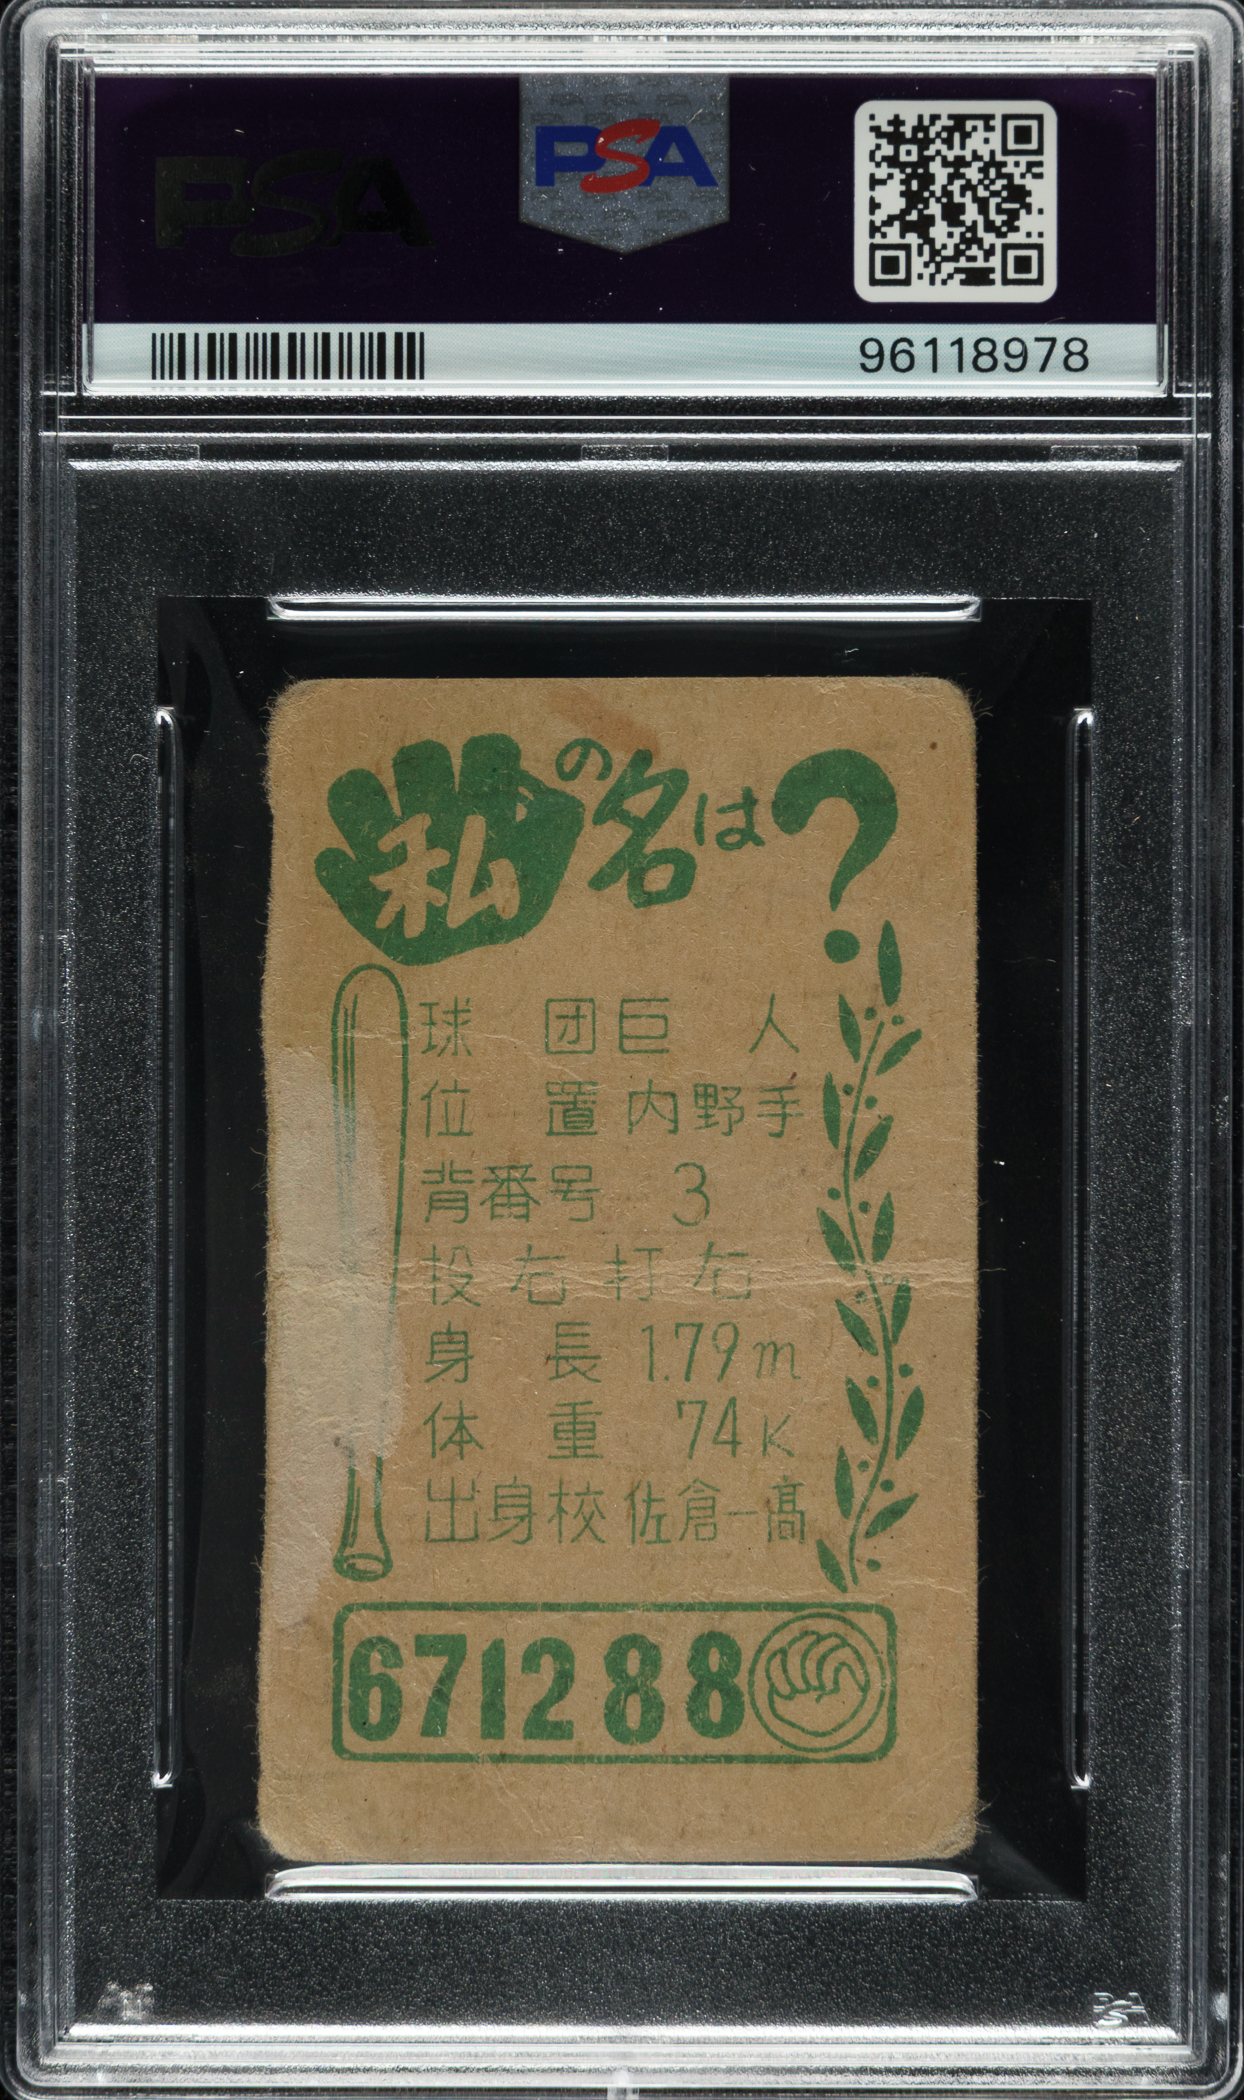 PSA
PSA
96118978
私の名は?
球団巨人
位置内野手
背番号 3
投右打右
身長 1.79m
体重 74K
出身校佐倉一高
671288